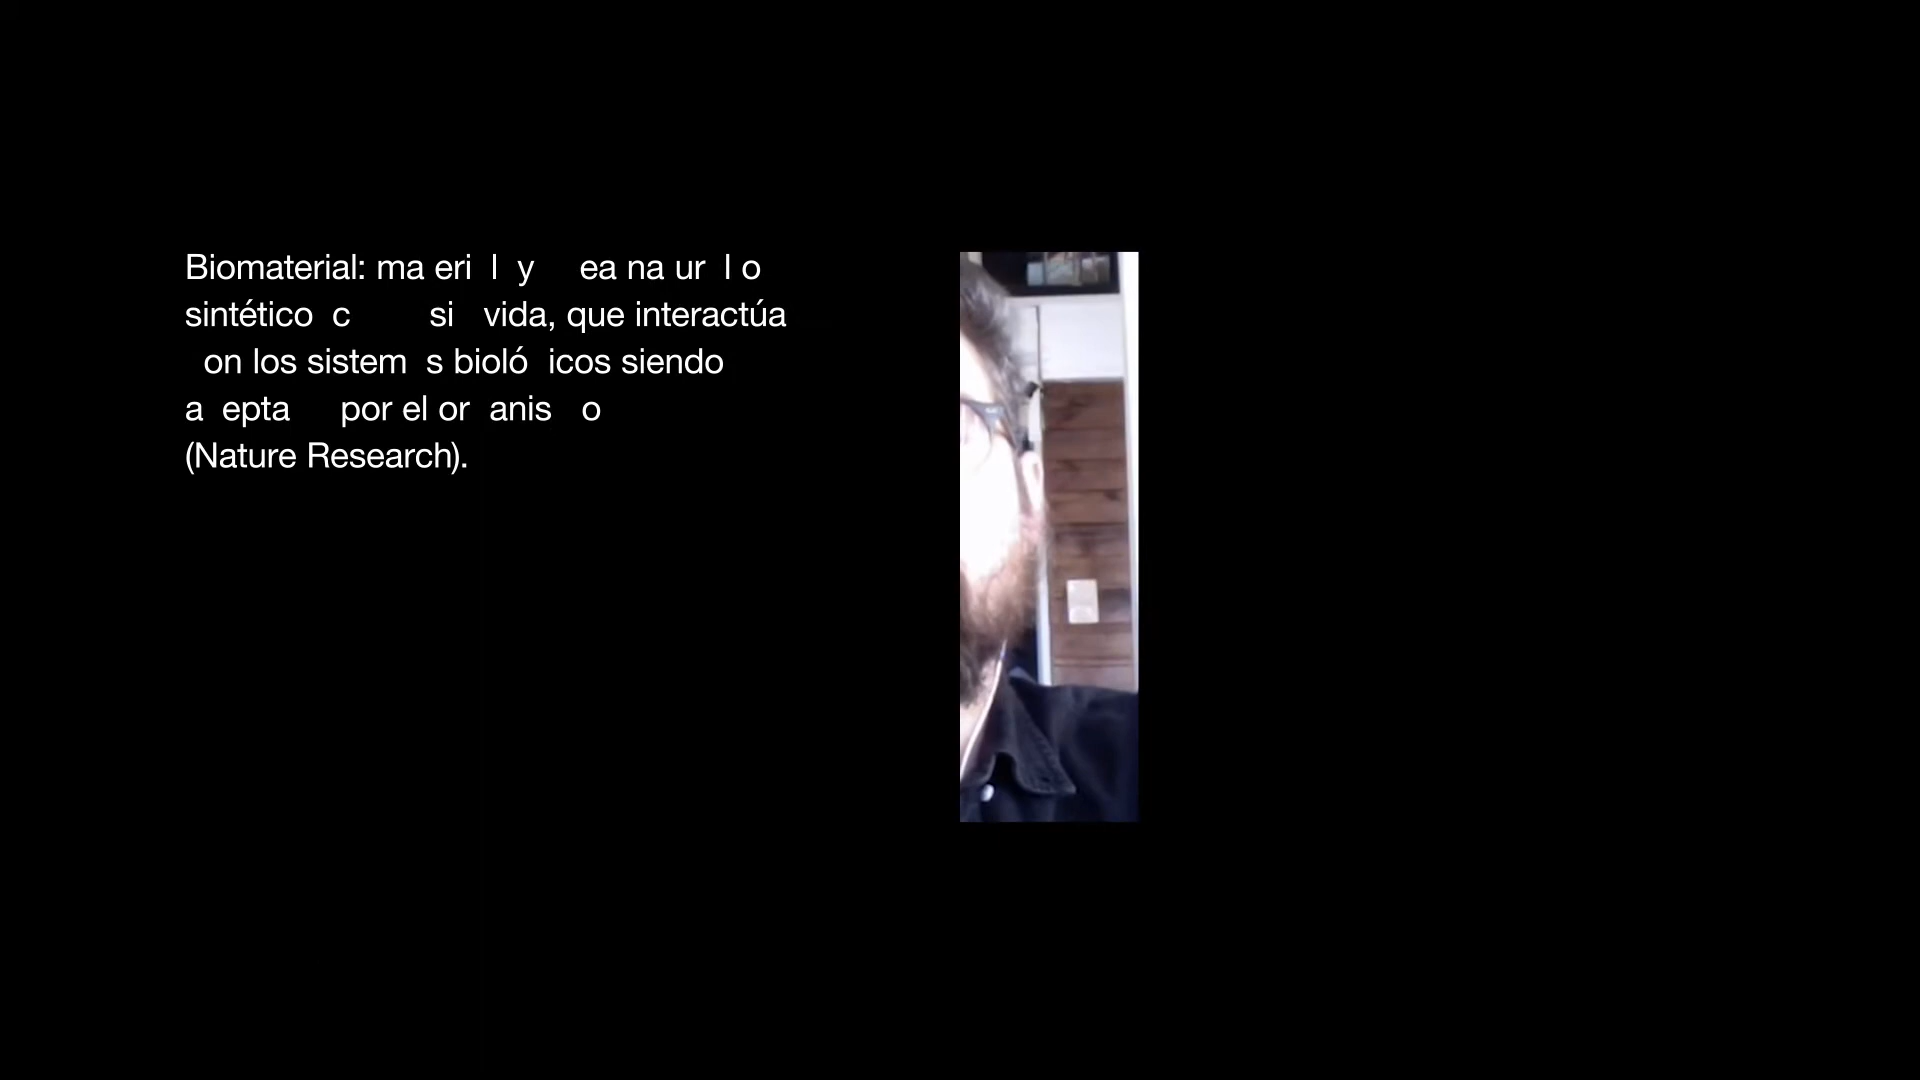 Biomaterial: ma eri l y ea na ur l o
sintético c si vida, que interactúa
on los sistem s bioló icos siendo
a epta por el or anis o
(Nature Research).